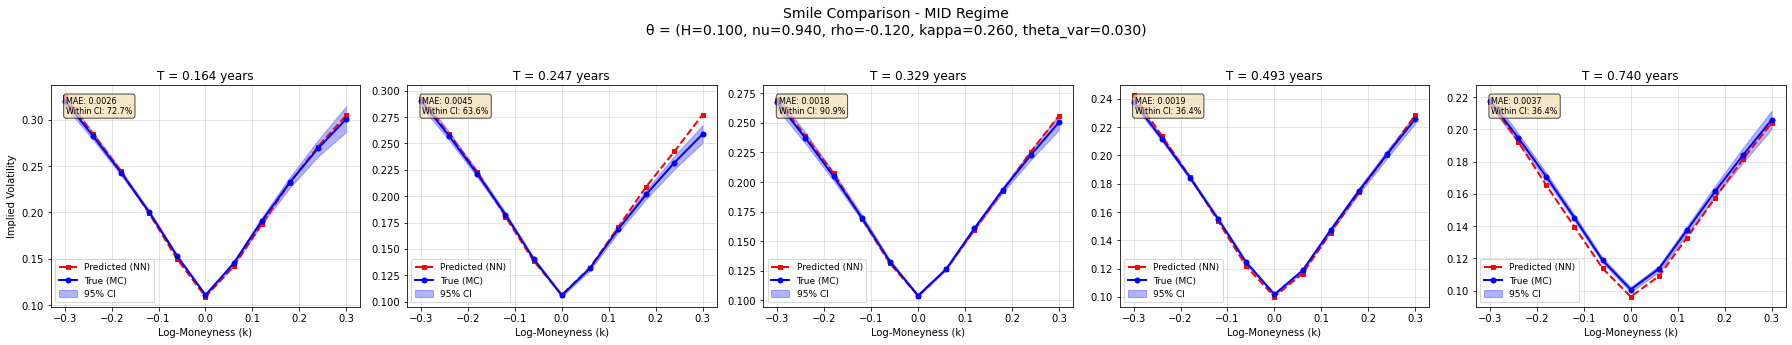 Smile Comparison - MID Regime
θ = (H=0.100, nu=0.940, rho=-0.120, kappa=0.260, theta_var=0.030)
T = 0.164 years
MAE: 0.0026
Within CI: 72.7%
Implied Volatility
0.30
0.25
0.20
0.15
0.10
Predicted (NN)
True (MC)
95% CI
−0.3 −0.2 −0.1 0.0 0.1 0.2 0.3
Log-Moneyness (k)
T = 0.247 years
MAE: 0.0045
Within CI: 63.6%
0.300
0.275
0.250
0.225
0.200
0.175
0.150
0.125
0.100
Predicted (NN)
True (MC)
95% CI
−0.3 −0.2 −0.1 0.0 0.1 0.2 0.3
Log-Moneyness (k)
T = 0.329 years
MAE: 0.0018
Within CI: 90.9%
0.275
0.250
0.225
0.200
0.175
0.150
0.125
0.100
Predicted (NN)
True (MC)
95% CI
−0.3 −0.2 −0.1 0.0 0.1 0.2 0.3
Log-Moneyness (k)
T = 0.493 years
MAE: 0.0019
Within CI: 36.4%
0.24
0.22
0.20
0.18
0.16
0.14
0.12
0.10
Predicted (NN)
True (MC)
95% CI
−0.3 −0.2 −0.1 0.0 0.1 0.2 0.3
Log-Moneyness (k)
T = 0.740 years
MAE: 0.0037
Within CI: 36.4%
0.22
0.20
0.18
0.16
0.14
0.12
0.10
Predicted (NN)
True (MC)
95% CI
−0.3 −0.2 −0.1 0.0 0.1 0.2 0.3
Log-Moneyness (k)